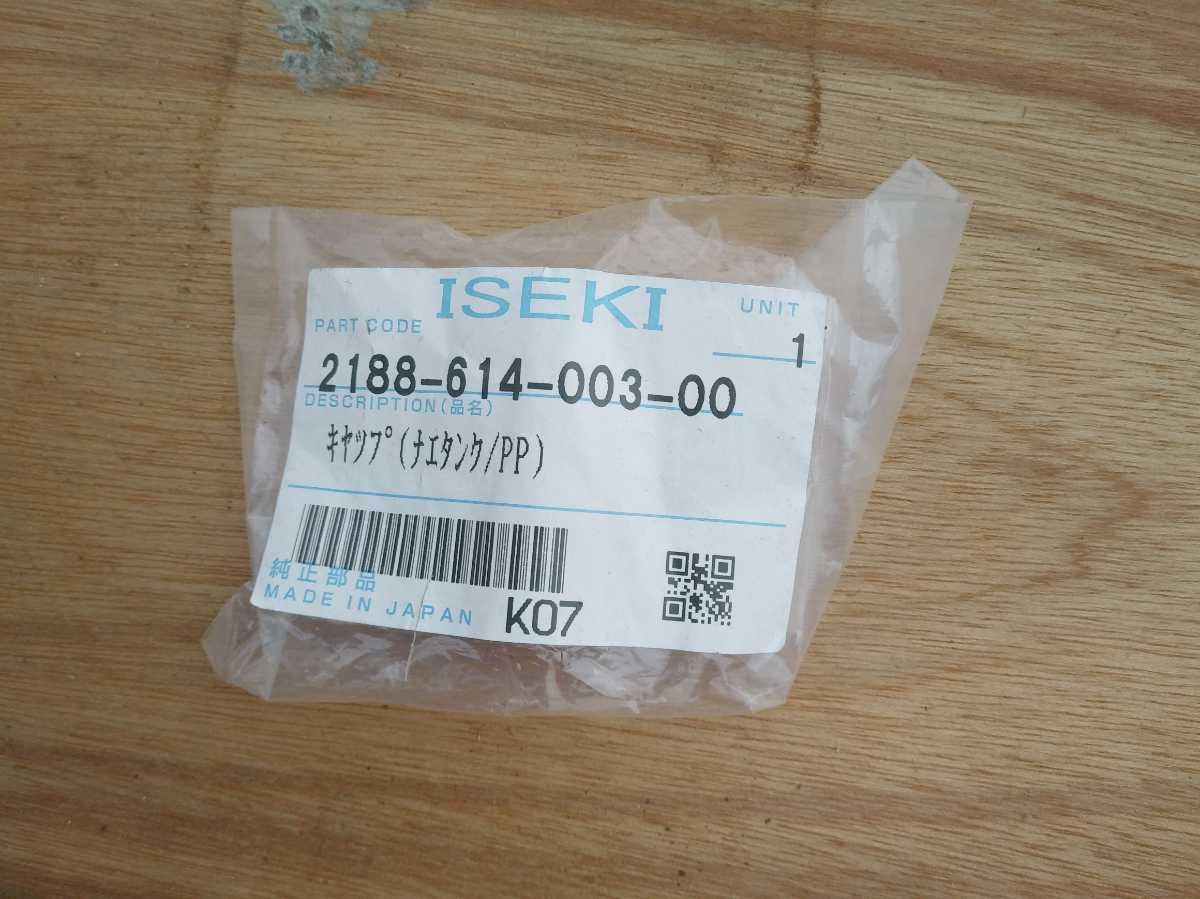 ISEKI
UNIT
PART CODE
1
2188-614-003-00
DESCRIPTION(品名)
ｷﾔツﾌﾟ(ﾅｴﾀﾝｸ/PP)
純正部品
MADE IN JAPAN
K07